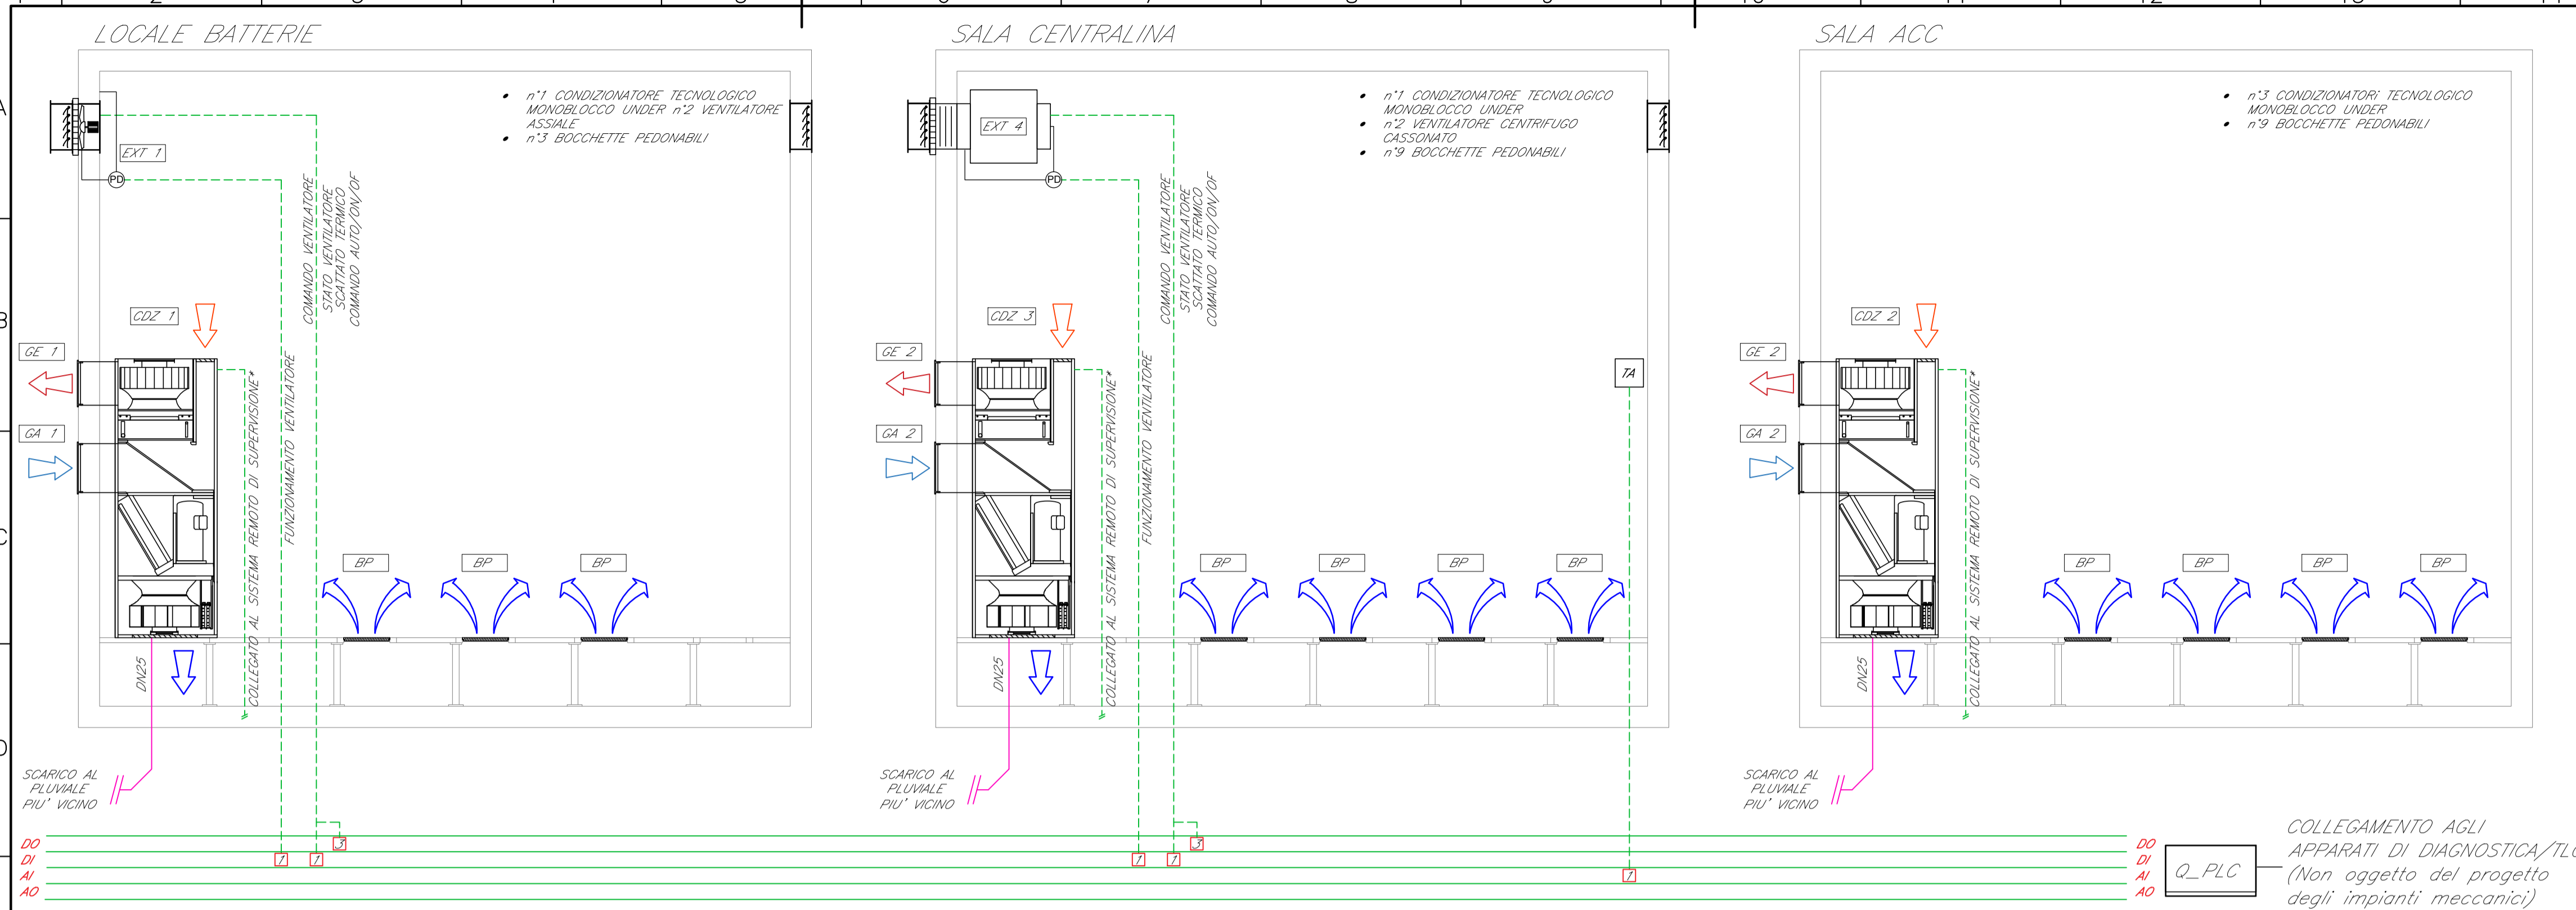 LOCALE BATTERIE
n°1 CONDIZIONATORE TECNOLOGICO
MONOBLOCCO UNDER n°2 VENTILATORE
ASSIALE
n°3 BOCCHETTE PEDONABILI
EXT 1
PD
COMANDO VENTILATORE
STATO VENTILATORE
SCATTATO TERMICO
COMANDO AUTO/ON/OF
CDZ 1
GE 1
GA 1
COLLEGATO AL SISTEMA REMOTO DI SUPERVISIONE*
FUNZIONAMENTO VENTILATORE
BP
BP
BP
DN25
SCARICO AL
PLUVIALE
PIU' VICINO
SALA CENTRALINA
n°1 CONDIZIONATORE TECNOLOGICO
MONOBLOCCO UNDER
n°2 VENTILATORE CENTRIFUGO
CASSONATO
n°9 BOCCHETTE PEDONABILI
EXT 4
PD
COMANDO VENTILATORE
STATO VENTILATORE
SCATTATO TERMICO
COMANDO AUTO/ON/OF
CDZ 3
GE 2
GA 2
TA
COLLEGATO AL SISTEMA REMOTO DI SUPERVISIONE*
FUNZIONAMENTO VENTILATORE
BP
BP
BP
BP
DN25
SCARICO AL
PLUVIALE
PIU' VICINO
SALA ACC
n°3 CONDIZIONATORi TECNOLOGICO
MONOBLOCCO UNDER
n°9 BOCCHETTE PEDONABILI
CDZ 2
GE 2
GA 2
COLLEGATO AL SISTEMA REMOTO DI SUPERVISIONE*
BP
BP
BP
BP
DN25
SCARICO AL
PLUVIALE
PIU' VICINO
A
B
C
D
DO
DI
AI
AO
3
1
1
3
1
1
1
DO
DI
AI
AO
Q_PLC
COLLEGAMENTO AGLI
APPARATI DI DIAGNOSTICA/TLC
(Non oggetto del progetto
degli impianti meccanici)